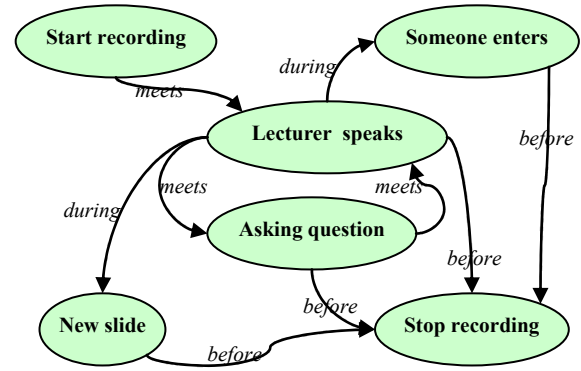 Start recording
Someone enters
during
meets
Lecturer speaks
before
meets
meets
during
Asking question
before
before
New slide
Stop recording
before